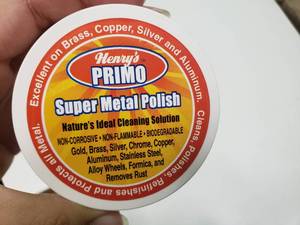 Excellent on Brass, Copper, Silver and Aluminum.
Henry's
PRIMO
Super Metal Polish
Nature's Ideal Cleaning Solution
NON-CORROSIVE • NON-FLAMMABLE • BIODEGRADABLE
Gold, Brass, Silver, Chrome, Copper,
Aluminum, Stainless Steel,
Alloy Wheels, Formica, and
Removes Rust
Cleans, Polishes, Refinishes and Protects all Metal.